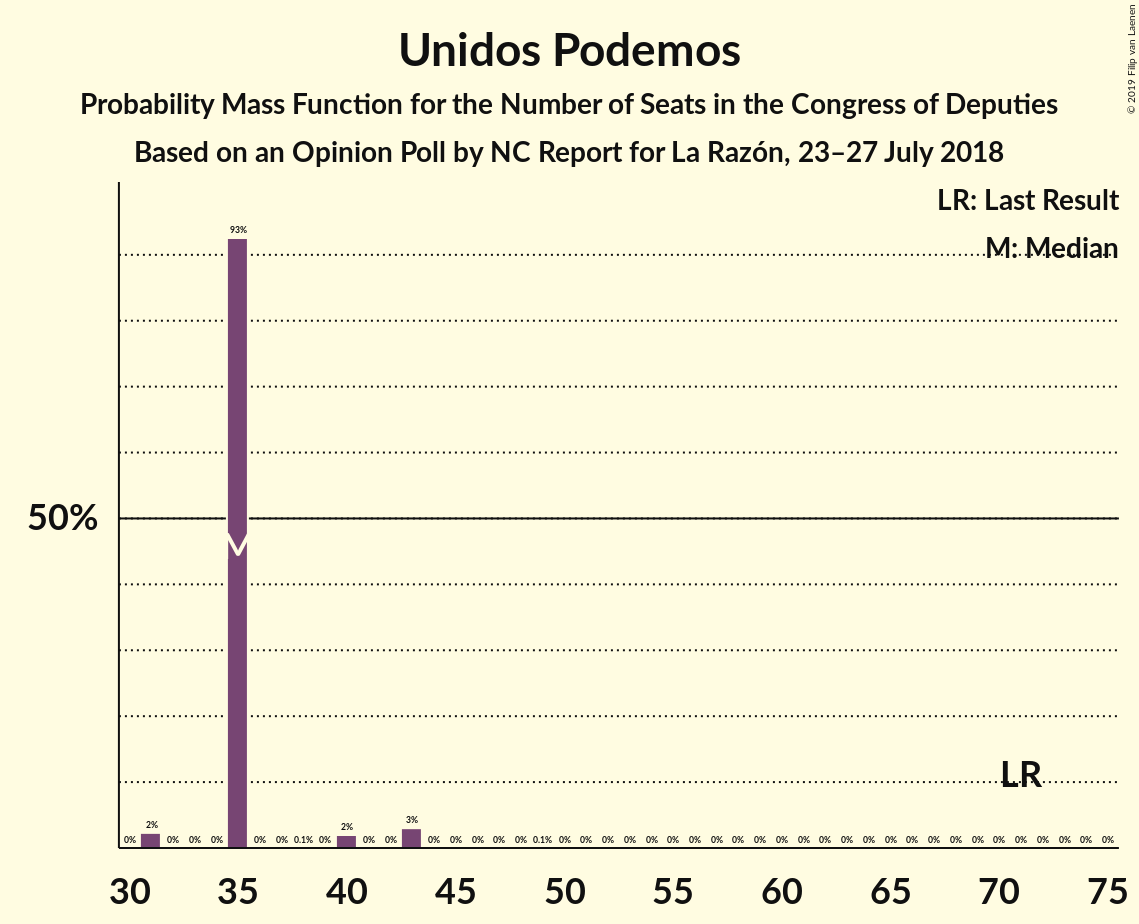 Unidos Podemos
Probability Mass Function for the Number of Seats in the Congress of Deputies
Based on an Opinion Poll by NC Report for La Razón, 23–27 July 2018
© 2019 Filip van Laenen
LR: Last Result
M: Median
93%
50%
LR
3%
2% 2%
0% 0% 0% 0% 0% 0% 0.1% 0% 0% 0% 0% 0% 0% 0% 0% 0.1% 0% 0% 0% 0% 0% 0% 0% 0% 0% 0% 0% 0% 0% 0% 0% 0% 0% 0% 0% 0% 0% 0% 0% 0% 0% 0%
30 35 40 45 50 55 60 65 70 75